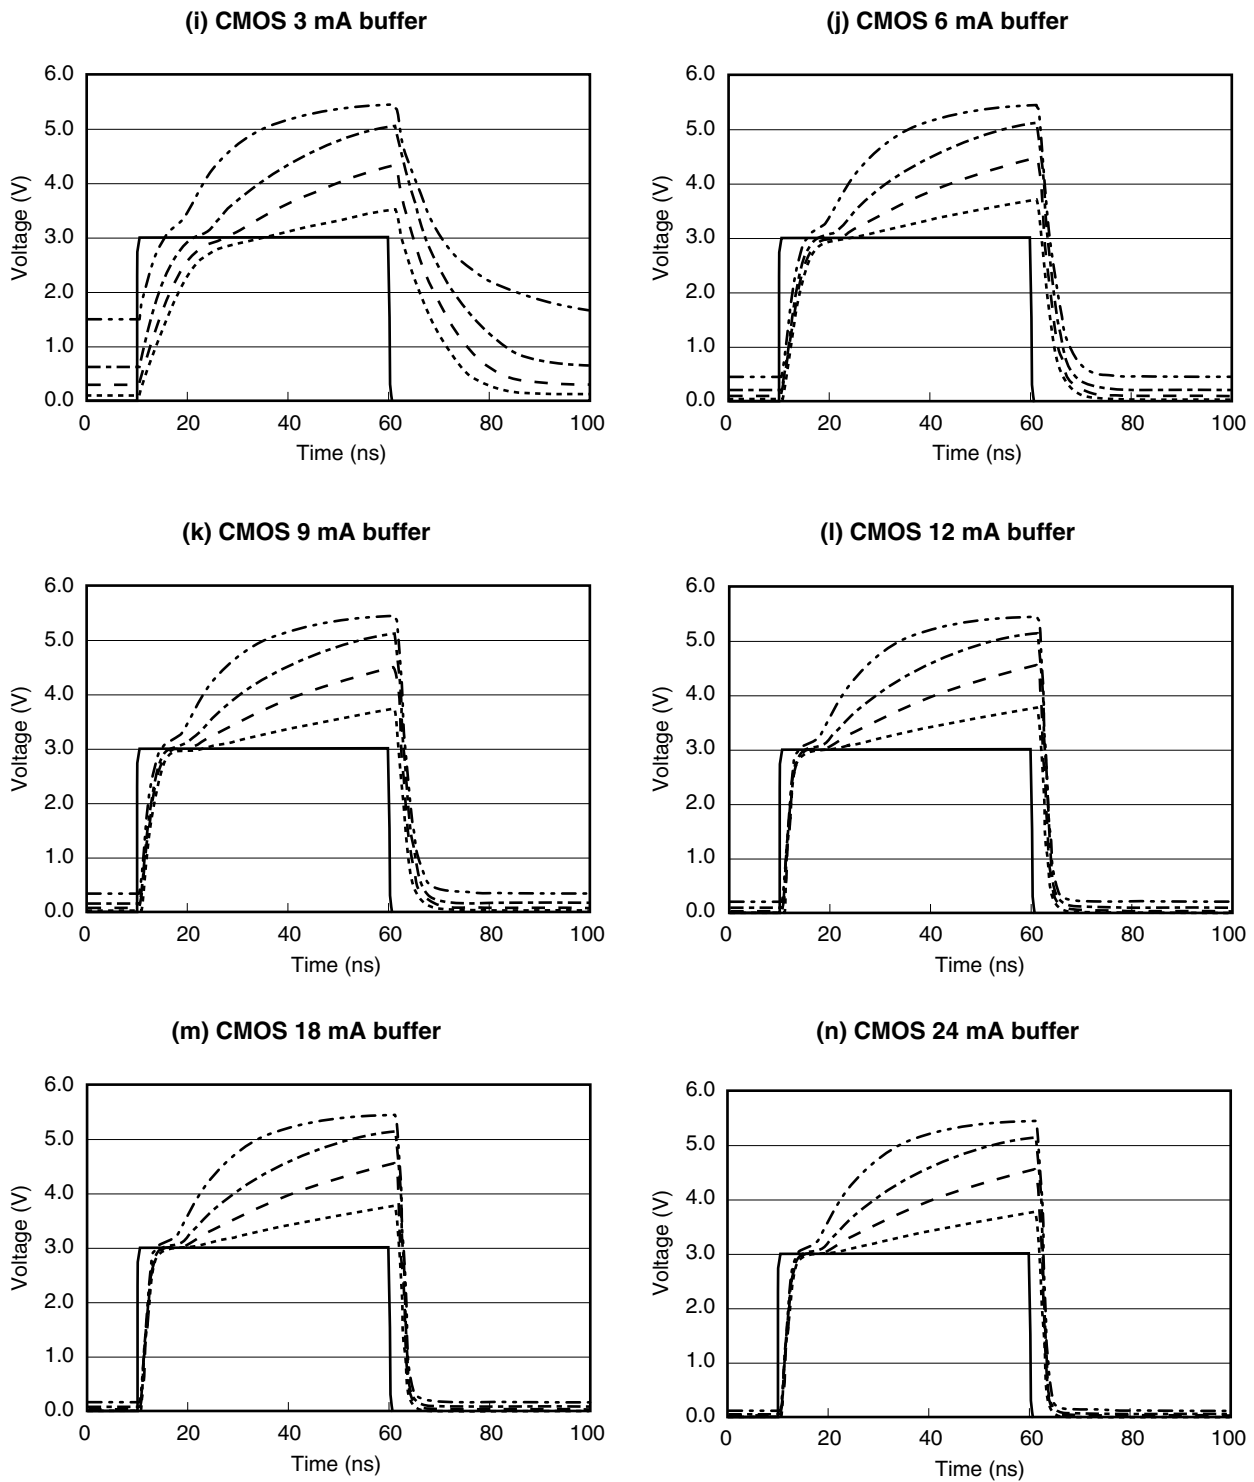 (i) CMOS 3 mA buffer
6.0
5.0
4.0
3.0
2.0
1.0
0.0
Voltage (V)
0 20 40 60 80 100
Time (ns)
(j) CMOS 6 mA buffer
6.0
5.0
4.0
3.0
2.0
1.0
0.0
Voltage (V)
0 20 40 60 80 100
Time (ns)
(k) CMOS 9 mA buffer
6.0
5.0
4.0
3.0
2.0
1.0
0.0
Voltage (V)
0 20 40 60 80 100
Time (ns)
(l) CMOS 12 mA buffer
6.0
5.0
4.0
3.0
2.0
1.0
0.0
Voltage (V)
0 20 40 60 80 100
Time (ns)
(m) CMOS 18 mA buffer
6.0
5.0
4.0
3.0
2.0
1.0
0.0
Voltage (V)
0 20 40 60 80 100
Time (ns)
(n) CMOS 24 mA buffer
6.0
5.0
4.0
3.0
2.0
1.0
0.0
Voltage (V)
0 20 40 60 80 100
Time (ns)